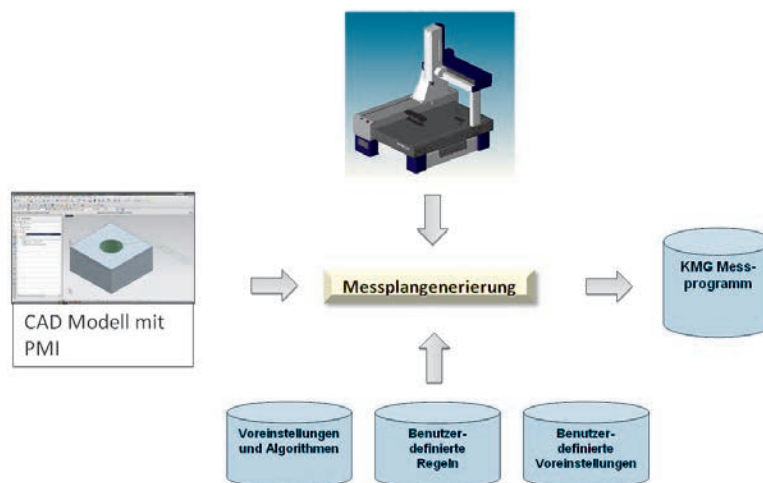 Messplangenerierung
KMG Mess-
programm
CAD Modell mit
PMI
Voreinstellungen
und Algorithmen
Benutzer-
definierte
Regeln
Benutzer-
definierte
Voreinstellungen